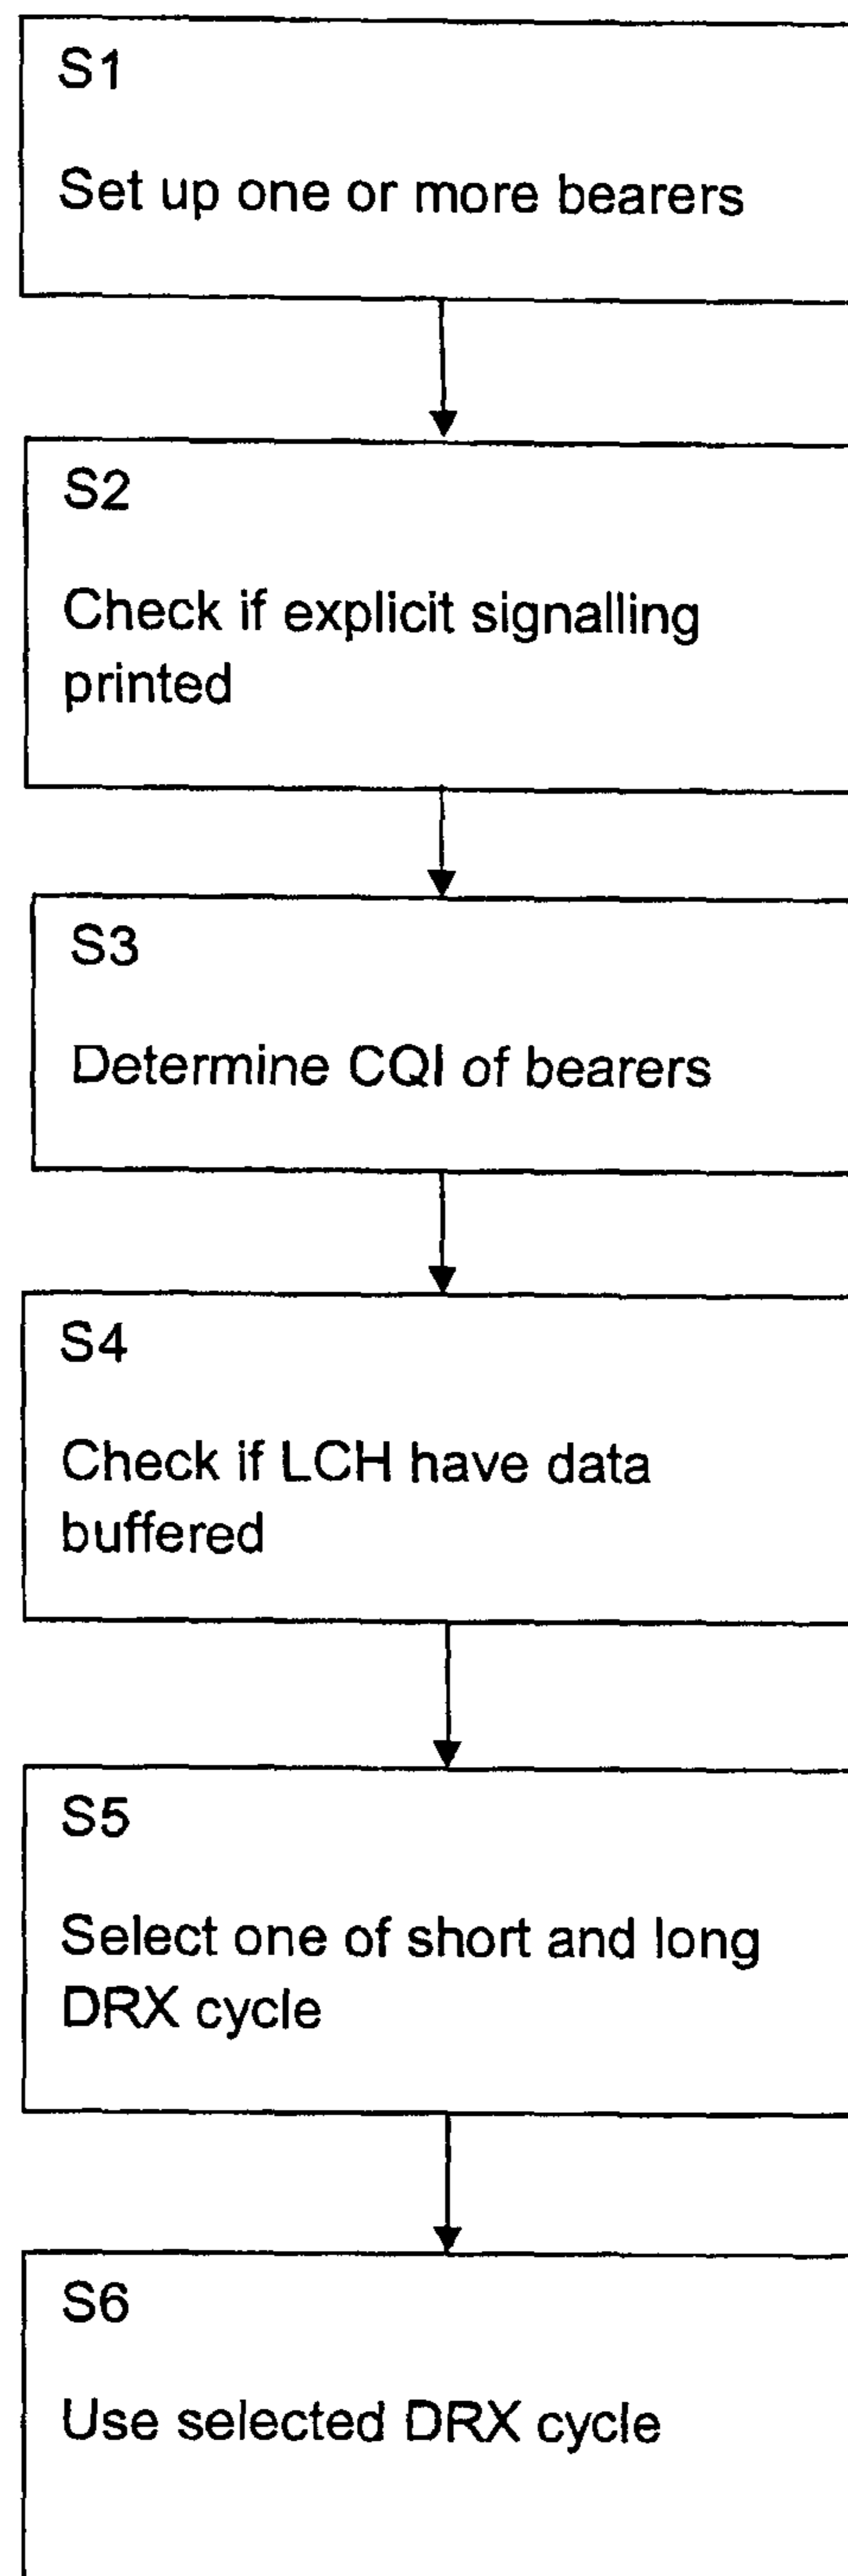 S1
Set up one or more bearers
S2
Check if explicit signalling
printed
S3
Determine CQI of bearers
S4
Check if LCH have data
buffered
S5
Select one of short and long
DRX cycle
S6
Use selected DRX cycle